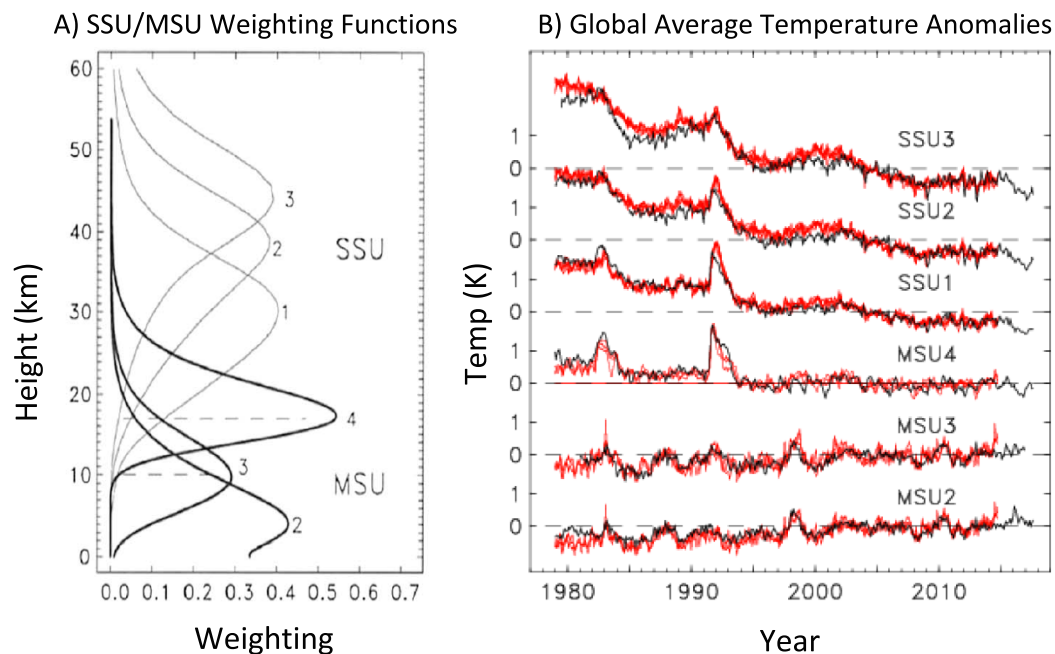 A) SSU/MSU Weighting Functions
60
50
40
30
20
10
0
Height (km)
3
2
1
SSU
4
3
2
MSU
0.0 0.1 0.2 0.3 0.4 0.5 0.6 0.7
Weighting
B) Global Average Temperature Anomalies
Temp (K)
1
0
SSU3
1
0
SSU2
1
0
SSU1
1
0
MSU4
1
0
MSU3
1
0
MSU2
1980 1990 2000 2010
Year